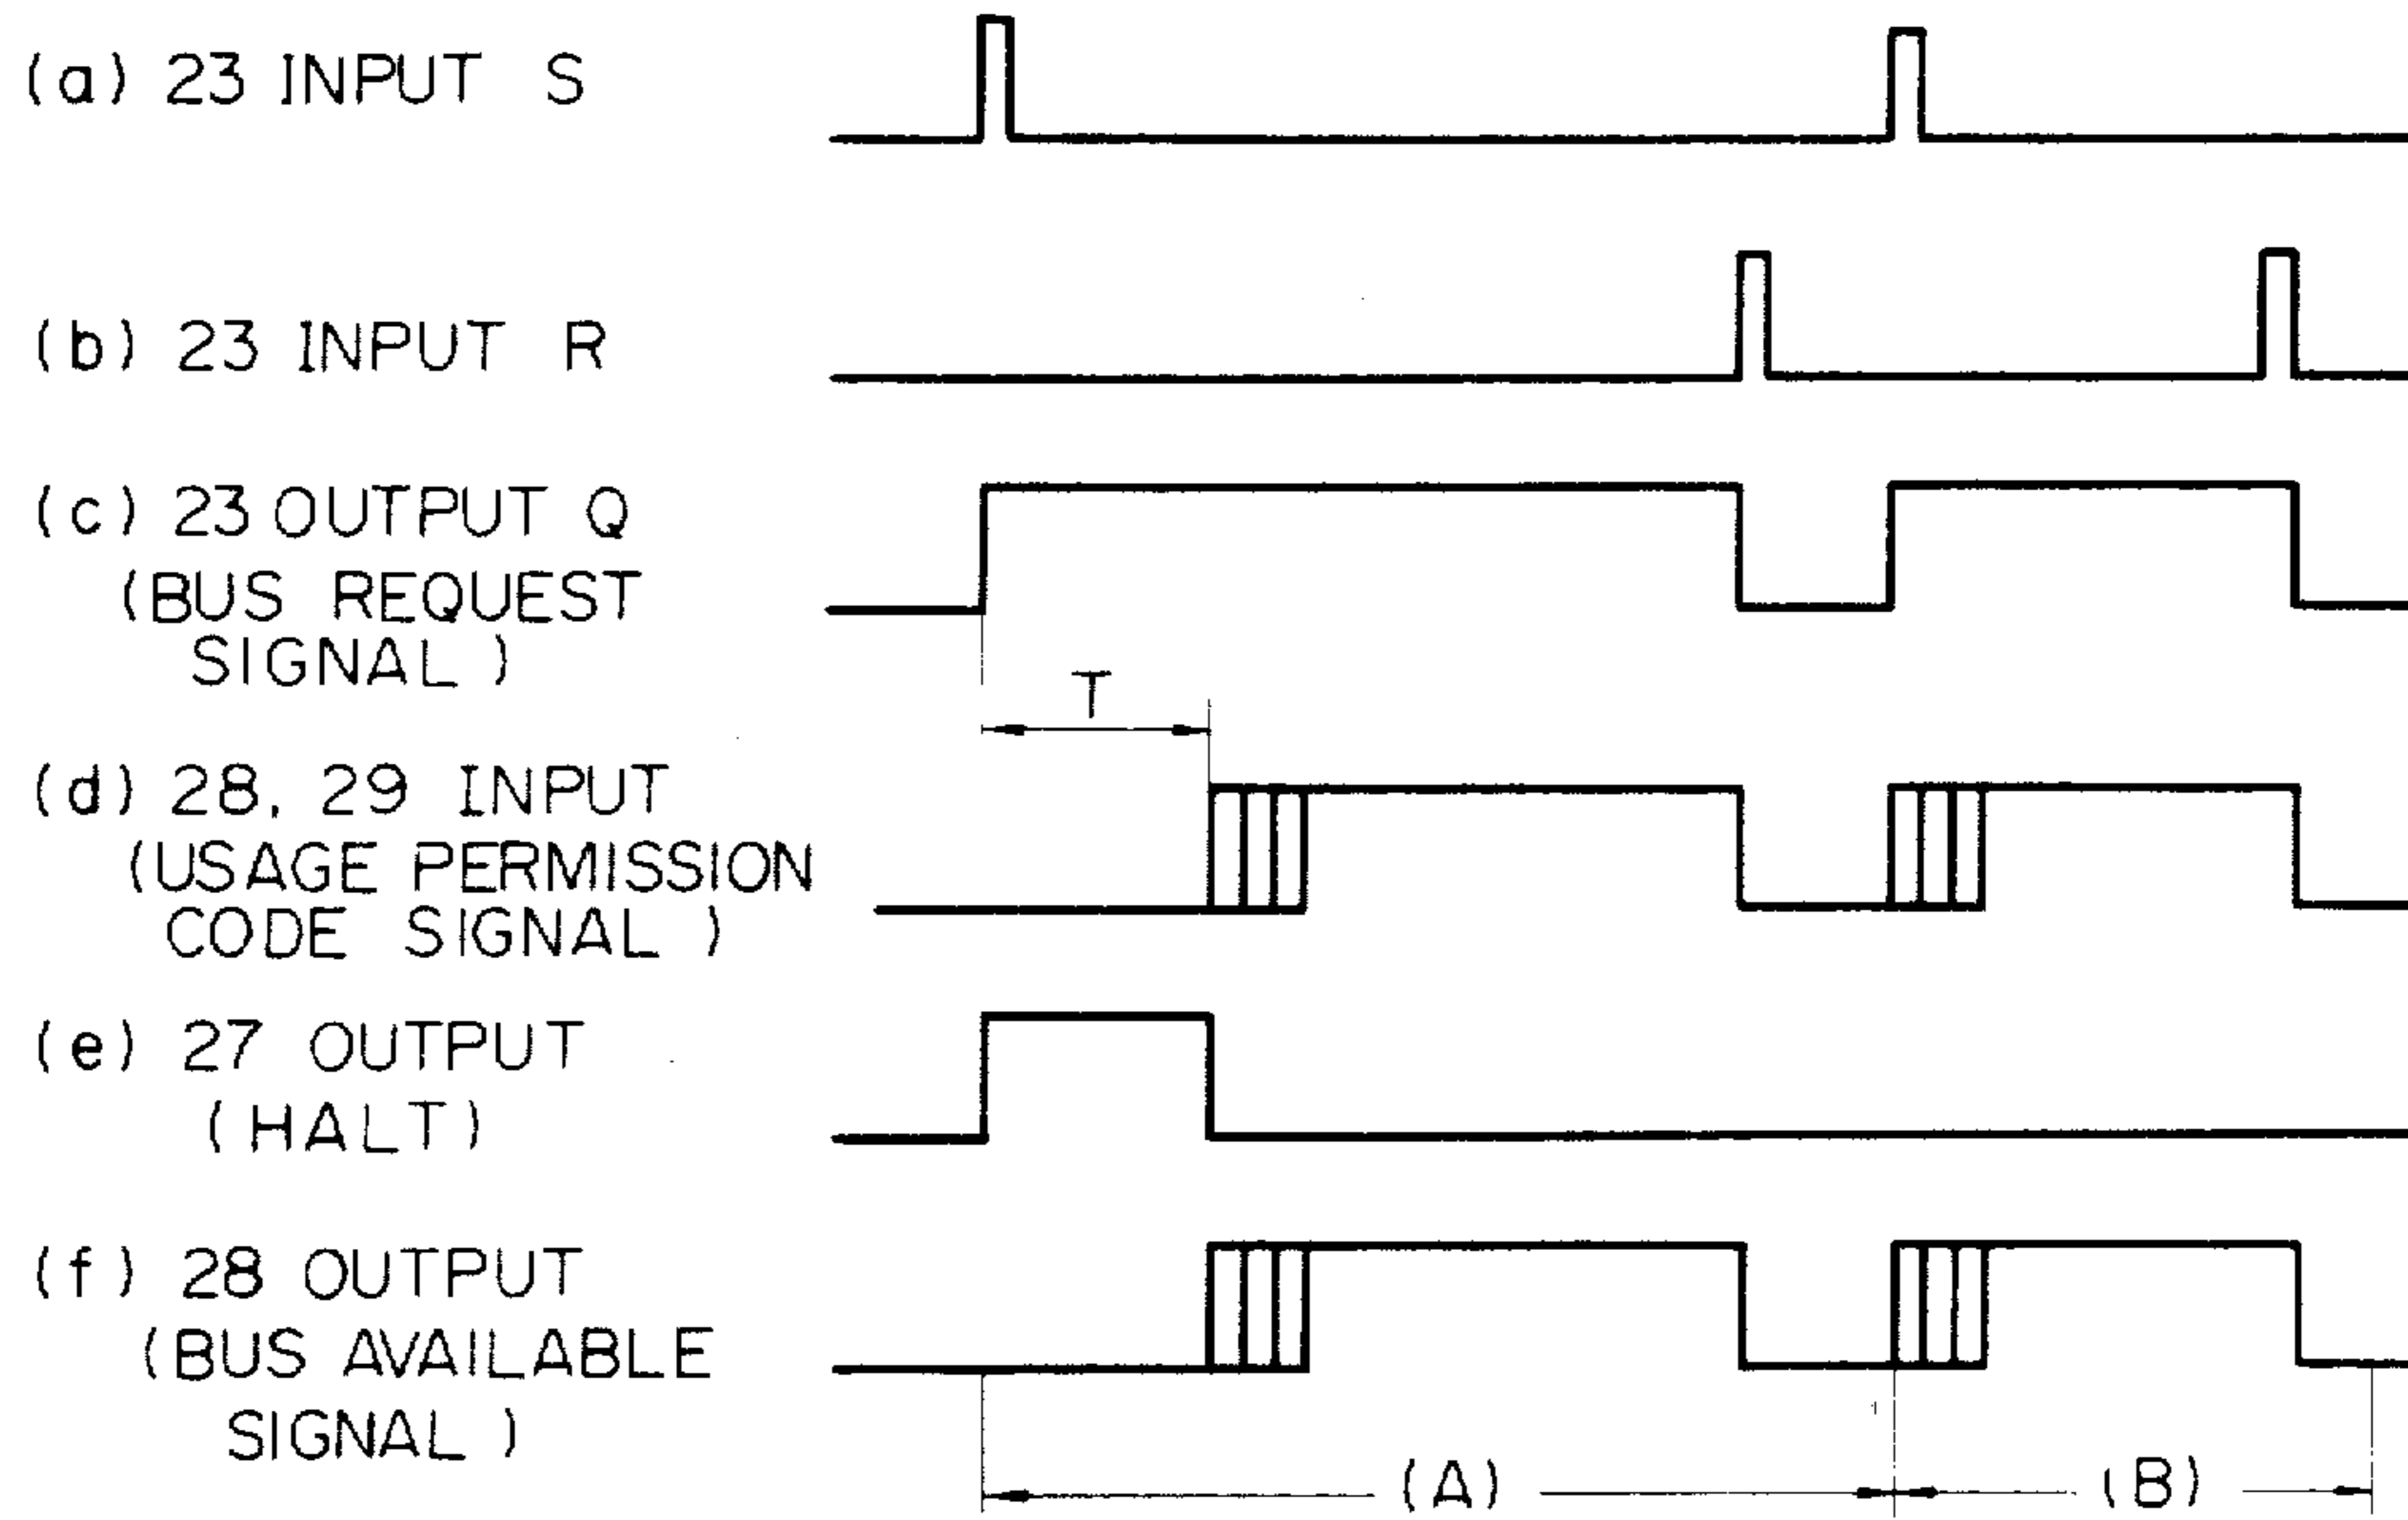 (a) 23 INPUT S
(b) 23 INPUT R
(c) 23 OUTPUT Q
(BUS REQUEST
SIGNAL)
T
(d) 28, 29 INPUT
(USAGE PERMISSION
CODE SIGNAL)
(e) 27 OUTPUT
(HALT)
(f) 28 OUTPUT
(BUS AVAILABLE
SIGNAL)
(A)
(B)